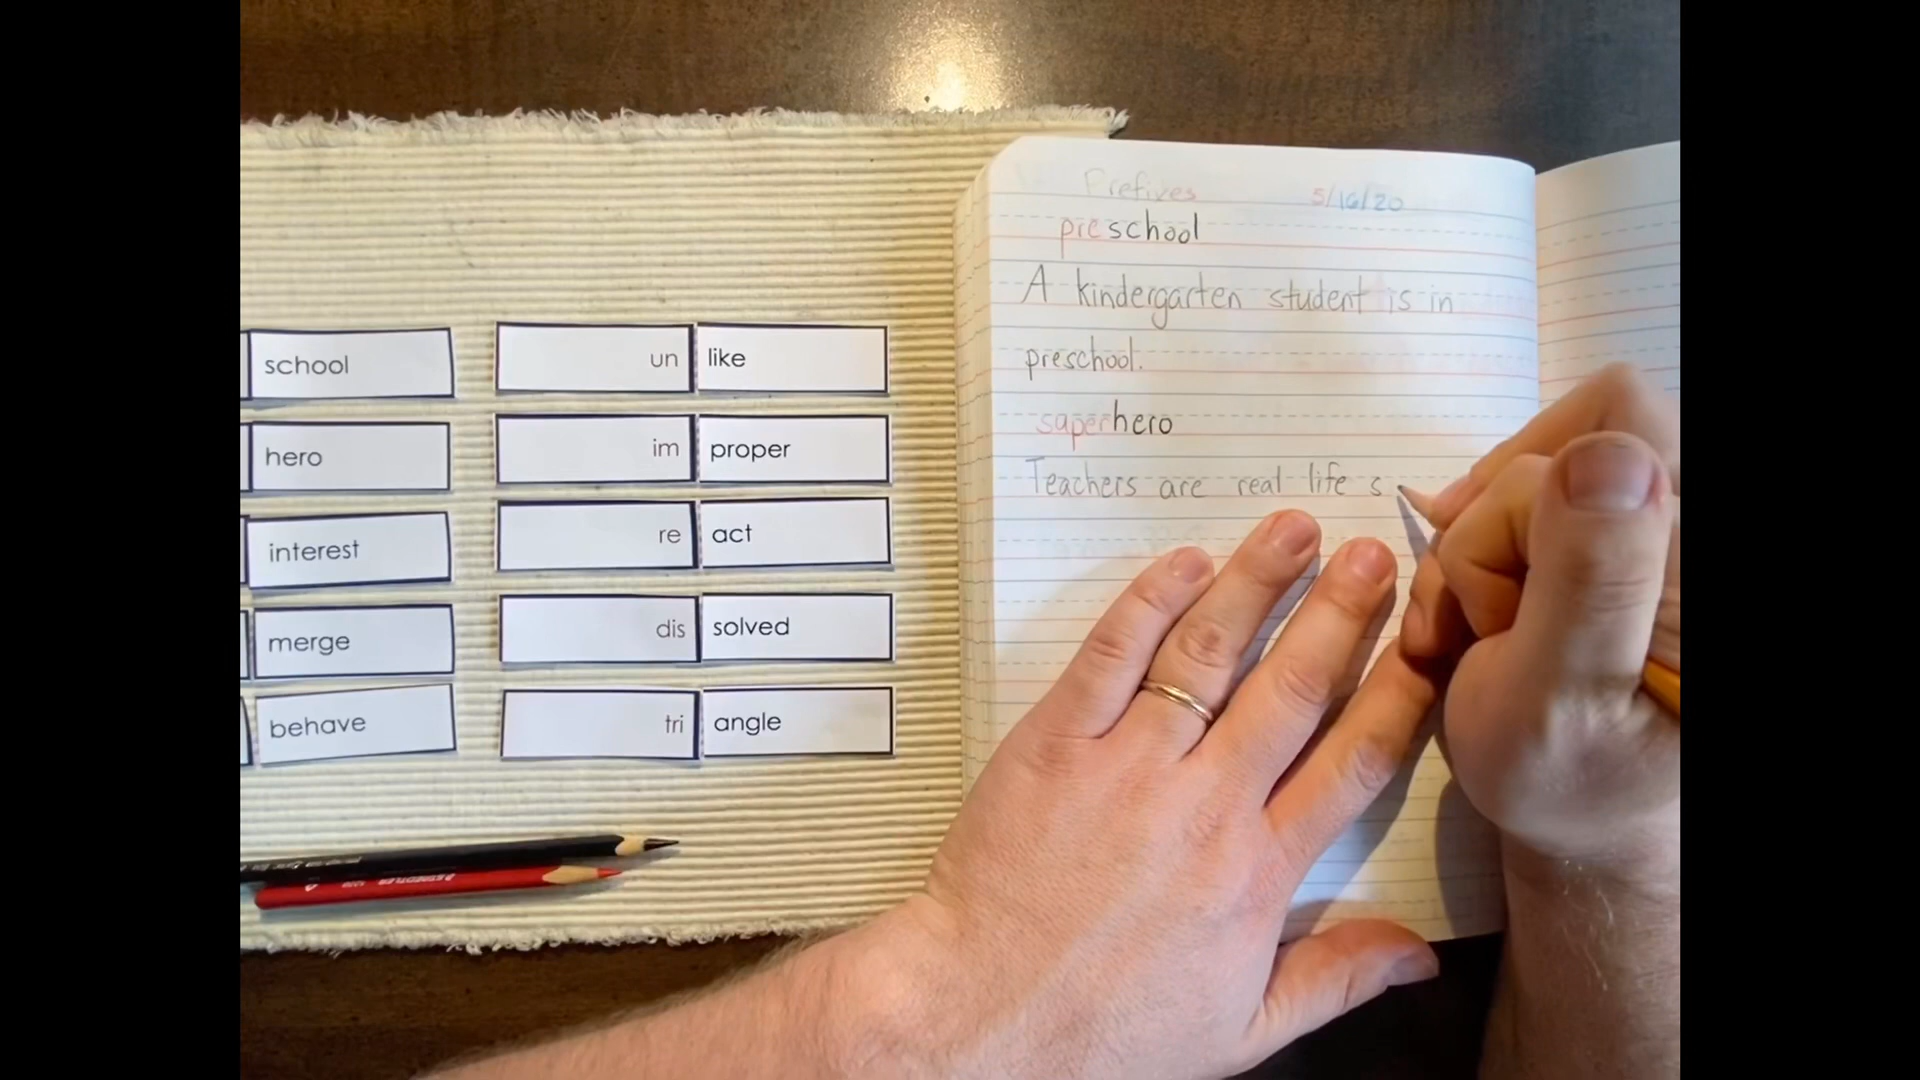 Prefixes 5/16/20
preschool
A kindergarten student is in
preschool.
saperhero
Teachers are real life s
school
hero
interest
merge
behave
un like
im proper
re act
dis solved
tri angle